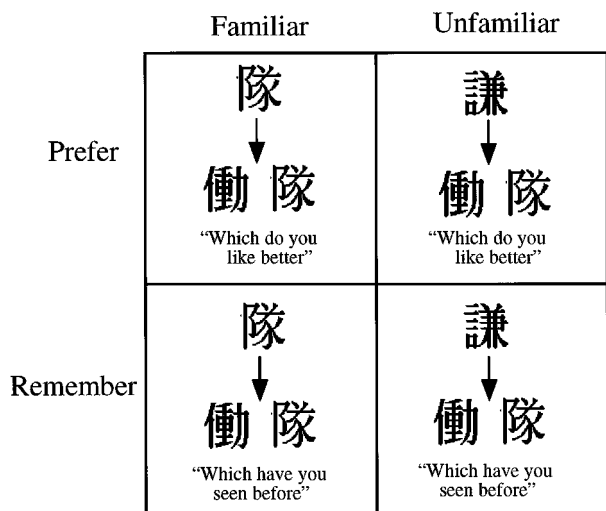 Familiar Unfamiliar
Prefer
隊 謙
働 隊 働 隊
“Which do you “Which do you
like better” like better”
Remember
隊 謙
働 隊 働 隊
“Which have you “Which have you
seen before” seen before”